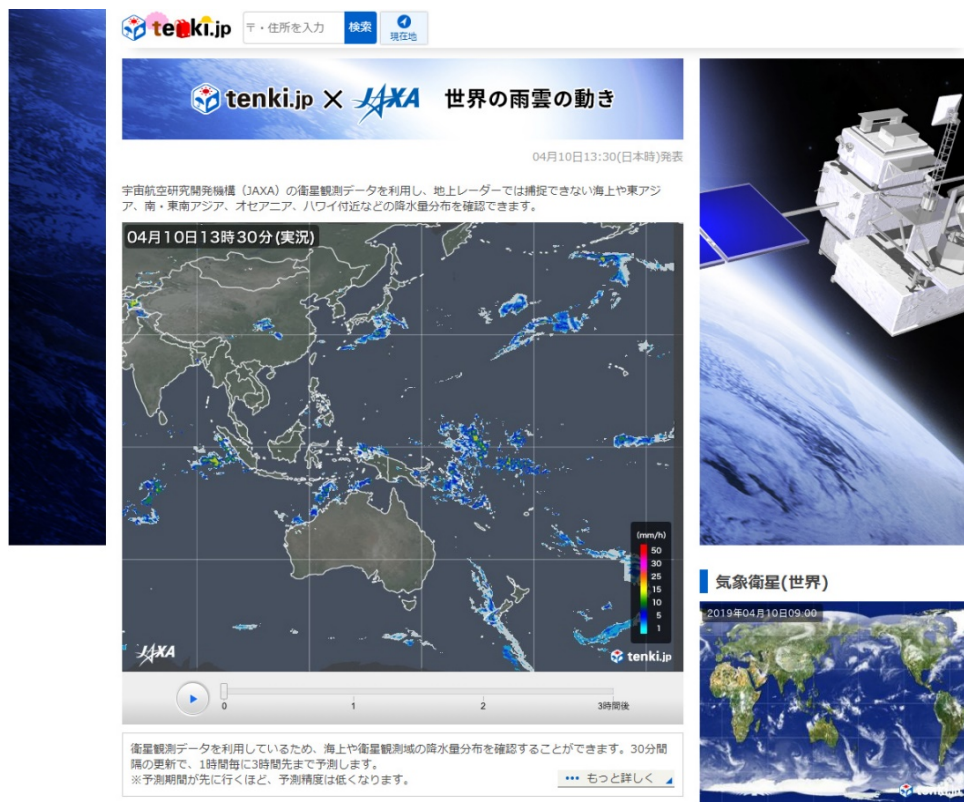 tenki.jp
〒・住所を入力
検索
現在地
tenki.jp × JAXA 世界の雨雲の動き
04月10日13:30(日本時)発表
宇宙航空研究開発機構（JAXA）の衛星観測データを利用し、地上レーダーでは捕捉できない海上や東アジ
ア、南・東南アジア、オセアニア、ハワイ付近などの降水量分布を確認できます。
04月10日13時30分(実況)
(mm/h)
50
30
25
15
10
5
1
JAXA
tenki.jp
0 1 2 3時間後
衛星観測データを利用しているため、海上や衛星観測域の降水量分布を確認することができます。30分間
隔の更新で、1時間毎に3時間先まで予測します。
※予測期間が先に行くほど、予測精度は低くなります。
もっと詳しく
気象衛星(世界)
2019年04月10日09:00
tenki.jp